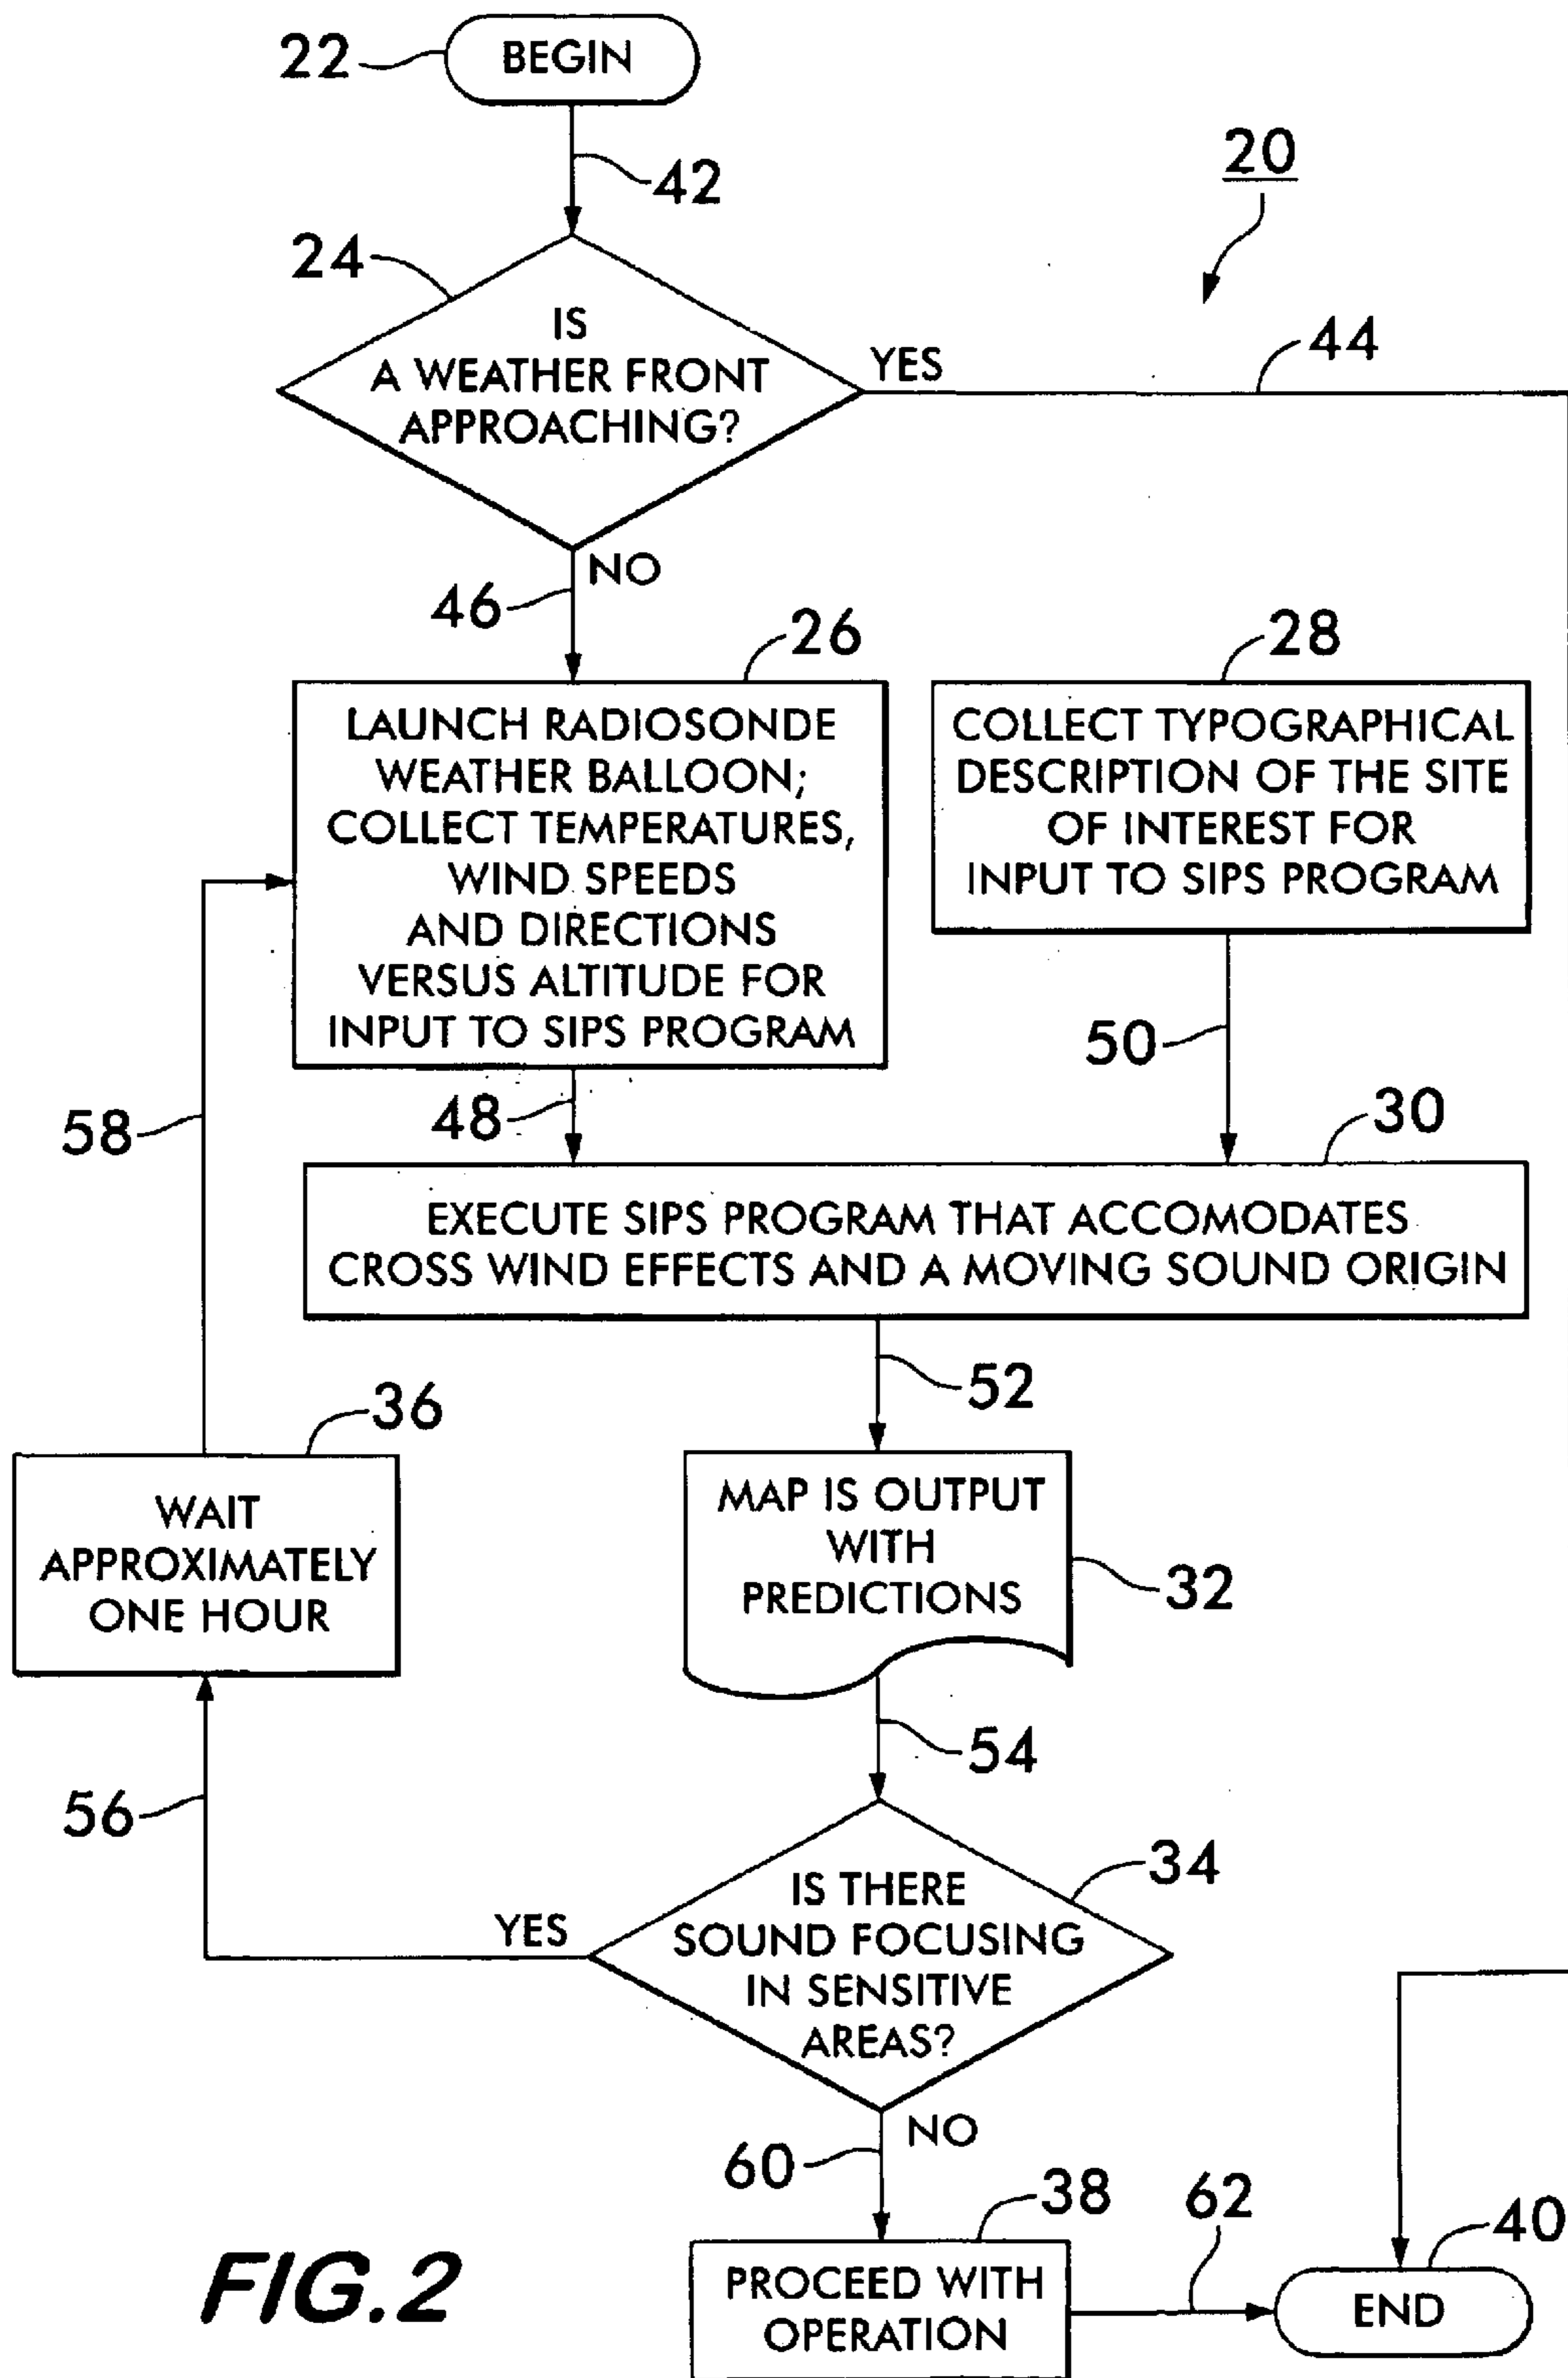 22
BEGIN
42
20
24
IS
A WEATHER FRONT
APPROACHING?
YES
44
NO
46
26
28
LAUNCH RADIOSONDE
WEATHER BALLOON;
COLLECT TEMPERATURES,
WIND SPEEDS
AND DIRECTIONS
VERSUS ALTITUDE FOR
INPUT TO SIPS PROGRAM
COLLECT TYPOGRAPHICAL
DESCRIPTION OF THE SITE
OF INTEREST FOR
INPUT TO SIPS PROGRAM
58
48
50
30
EXECUTE SIPS PROGRAM THAT ACCOMODATES
CROSS WIND EFFECTS AND A MOVING SOUND ORIGIN
52
36
WAIT
APPROXIMATELY
ONE HOUR
MAP IS OUTPUT
WITH
PREDICTIONS
32
54
56
34
YES
IS THERE
SOUND FOCUSING
IN SENSITIVE
AREAS?
NO
60
38
62
40
PROCEED WITH
OPERATION
END
FIG.2